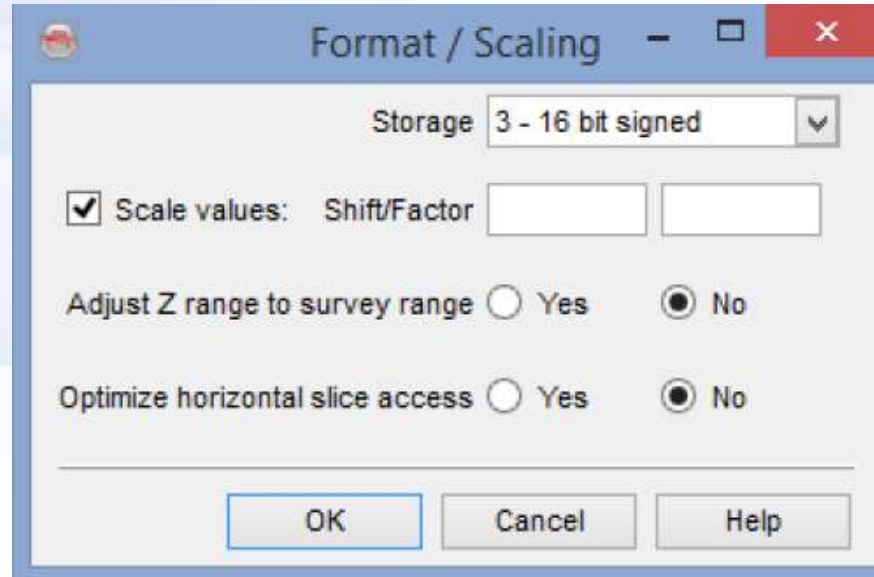 Format / Scaling
Storage 3 - 16 bit signed
Scale values: Shift/Factor
Adjust Z range to survey range Yes No
Optimize horizontal slice access Yes No
OK Cancel Help